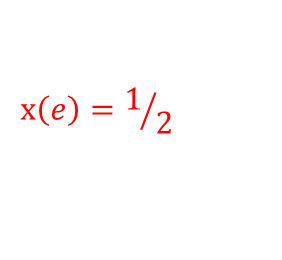 x(e) = 1/2